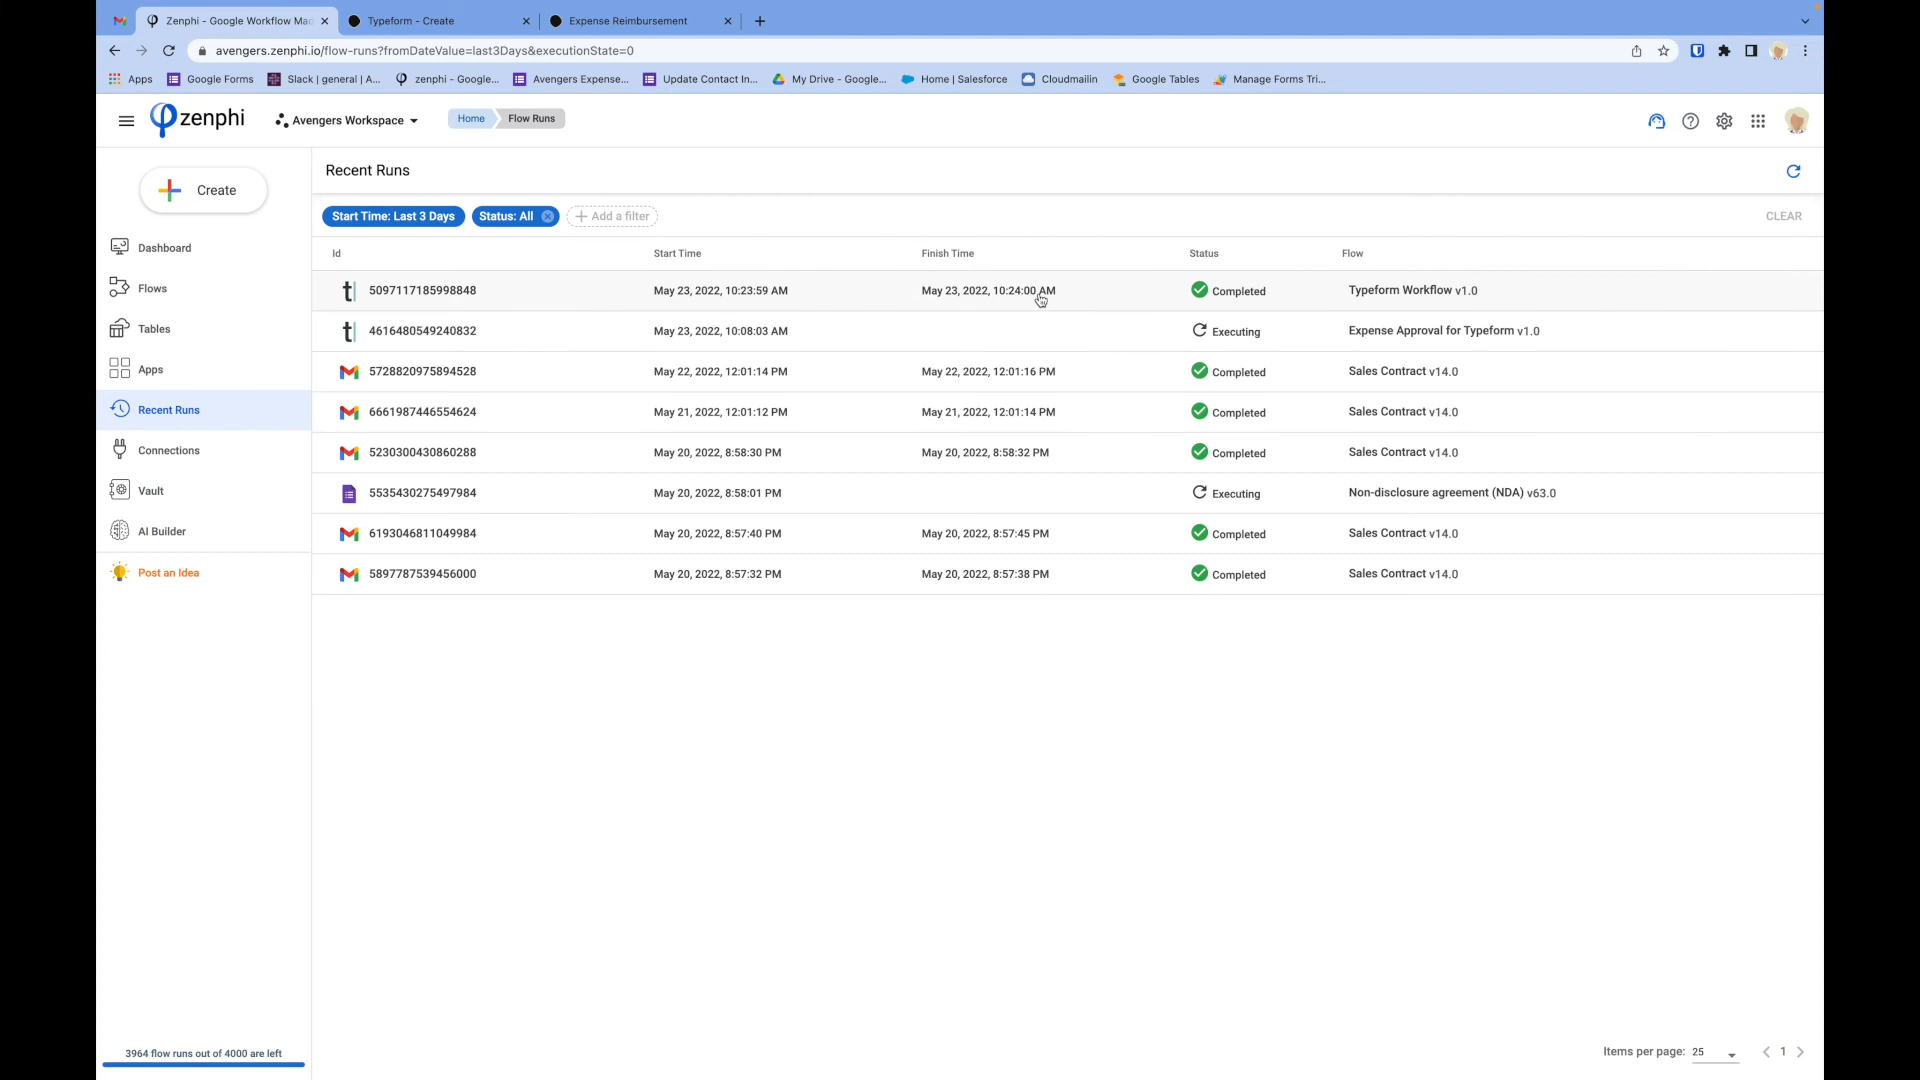 Zenphi - Google Workflow Mad
Typeform - Create
Expense Reimbursement
avengers.zenphi.io/flow-runs?fromDateValue=last3Days&executionState=0
Apps
Google Forms
Slack | general | A...
zenphi - Google...
Avengers Expense...
Update Contact In...
My Drive - Google...
Home | Salesforce
Cloudmailin
Google Tables
Manage Forms Tri...
zenphi
Avengers Workspace
Home
Flow Runs
Create
Dashboard
Flows
Tables
Apps
Recent Runs
Connections
Vault
AI Builder
Post an Idea
3964 flow runs out of 4000 are left
Recent Runs
Start Time: Last 3 Days
Status: All
Add a filter
CLEAR
Id Start Time Finish Time Status Flow
5097117185998848 May 23, 2022, 10:23:59 AM May 23, 2022, 10:24:00 AM Completed Typeform Workflow v1.0
4616480549240832 May 23, 2022, 10:08:03 AM Executing Expense Approval for Typeform v1.0
5728820975894528 May 22, 2022, 12:01:14 PM May 22, 2022, 12:01:16 PM Completed Sales Contract v14.0
6661987446554624 May 21, 2022, 12:01:12 PM May 21, 2022, 12:01:14 PM Completed Sales Contract v14.0
5230300430860288 May 20, 2022, 8:58:30 PM May 20, 2022, 8:58:32 PM Completed Sales Contract v14.0
5535430275497984 May 20, 2022, 8:58:01 PM Executing Non-disclosure agreement (NDA) v63.0
6193046811049984 May 20, 2022, 8:57:40 PM May 20, 2022, 8:57:45 PM Completed Sales Contract v14.0
5897787539456000 May 20, 2022, 8:57:32 PM May 20, 2022, 8:57:38 PM Completed Sales Contract v14.0
Items per page: 25
1